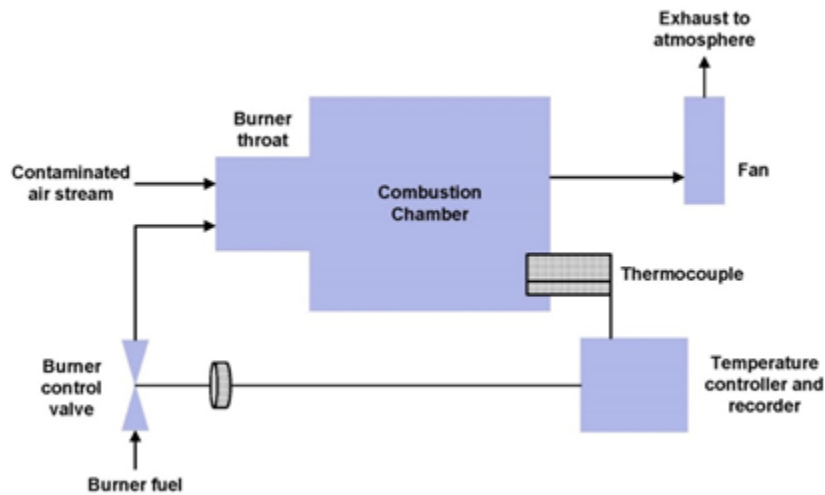 Exhaust to
atmosphere
Burner
throat
Contaminated
air stream
Combustion
Chamber
Fan
Thermocouple
Burner
control
valve
Temperature
controller and
recorder
Burner fuel